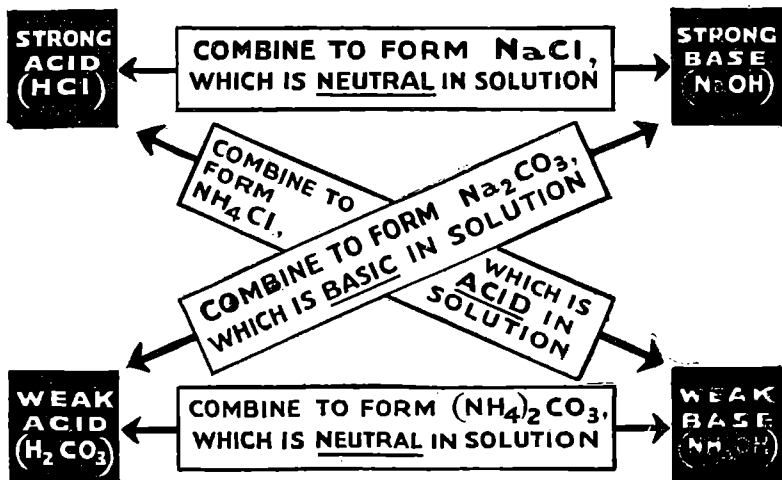 STRONG
ACID
(HCl)
COMBINE TO FORM NaCl,
WHICH IS NEUTRAL IN SOLUTION
STRONG
BASE
(NaOH)
COMBINE TO
FORM
NH₄Cl,
WHICH IS
ACID IN
SOLUTION
COMBINE TO FORM Na₂CO₃,
WHICH IS BASIC IN SOLUTION
WEAK
ACID
(H₂CO₃)
COMBINE TO FORM (NH₄)₂CO₃,
WHICH IS NEUTRAL IN SOLUTION
WEAK
BASE
(NH₄OH)